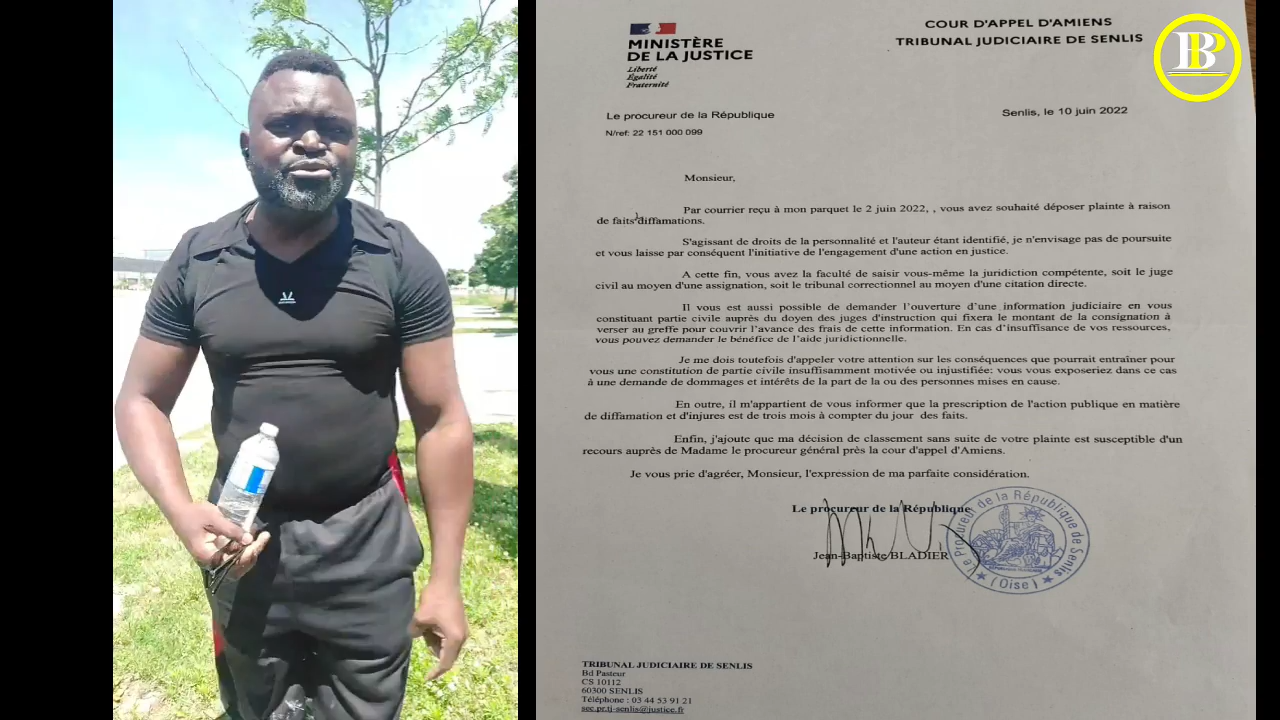 MINISTÈRE
DE LA JUSTICE
Liberté
Égalité
Fraternité
COUR D'APPEL D'AMIENS
TRIBUNAL JUDICIAIRE DE SENLIS
BP
Le procureur de la République
N/ref: 22 151 000 099
Senlis, le 10 juin 2022
Monsieur,
Par courrier reçu à mon parquet le 2 juin 2022, , vous avez souhaité déposer plainte à raison
de faits diffamations.
S'agissant de droits de la personnalité et l'auteur étant identifié, je n'envisage pas de poursuite
et vous laisse par conséquent l'initiative de l'engagement d'une action en justice.
A cette fin, vous avez la faculté de saisir vous-même la juridiction compétente, soit le juge
civil au moyen d'une assignation, soit le tribunal correctionnel au moyen d'une citation directe.
Il vous est aussi possible de demander l'ouverture d'une information judiciaire en vous
constituant partie civile auprès du doyen des juges d'instruction qui fixera le montant de la consignation à
verser au greffe pour couvrir l'avance des frais de cette information. En cas d'insuffisance de vos ressources,
vous pouvez demander le bénéfice de l'aide juridictionnelle.
Je me dois toutefois d'appeler votre attention sur les conséquences que pourrait entraîner pour
vous une constitution de partie civile insuffisamment motivée ou injustifiée: vous vous exposeriez dans ce cas
à une demande de dommages et intérêts de la part de la ou des personnes mises en cause.
En outre, il m'appartient de vous informer que la prescription de l'action publique en matière
de diffamation et d'injures est de trois mois à compter du jour des faits.
Enfin, j'ajoute que ma décision de classement sans suite de votre plainte est susceptible d'un
recours auprès de Madame le procureur général près la cour d'appel d'Amiens.
Je vous prie d'agréer, Monsieur, l'expression de ma parfaite considération.
Le procureur de la République
Jean-Baptiste BLADIER
Le Procureur de la République de Senlis
(Oise)
TRIBUNAL JUDICIAIRE DE SENLIS
Bd Pasteur
CS 10112
60300 SENLIS
Téléphone : 03 44 53 91 21
sec.pr.tj-senlis@justice.fr